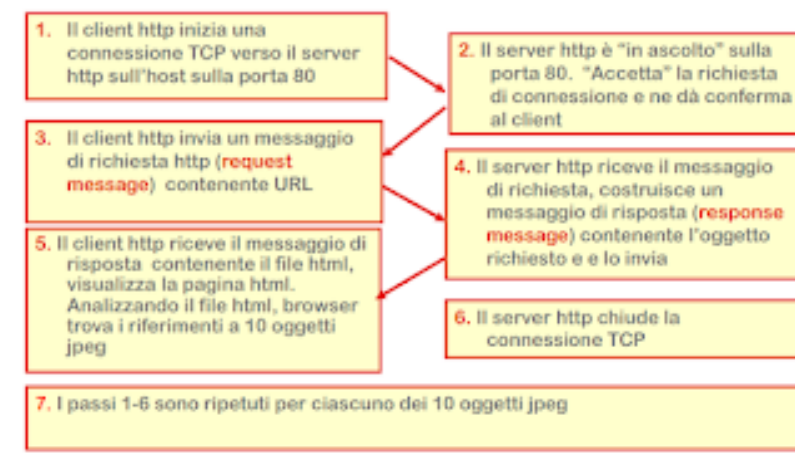 1. Il client http inizia una
connessione TCP verso il server
http sull'host sulla porta 80
2. Il server http è "in ascolto" sulla
porta 80. "Accetta" la richiesta
di connessione e ne dà conferma
al client
3. Il client http invia un messaggio
di richiesta http (request
message) contenente URL
4. Il server http riceve il messaggio
di richiesta, costruisce un
messaggio di risposta (response
message) contenente l'oggetto
richiesto e e lo invia
5. Il client http riceve il messaggio di
risposta contenente il file html,
visualizza la pagina html.
Analizzando il file html, browser
trova i riferimenti a 10 oggetti
jpeg
6. Il server http chiude la
connessione TCP
7. I passi 1-6 sono ripetuti per ciascuno dei 10 oggetti jpeg